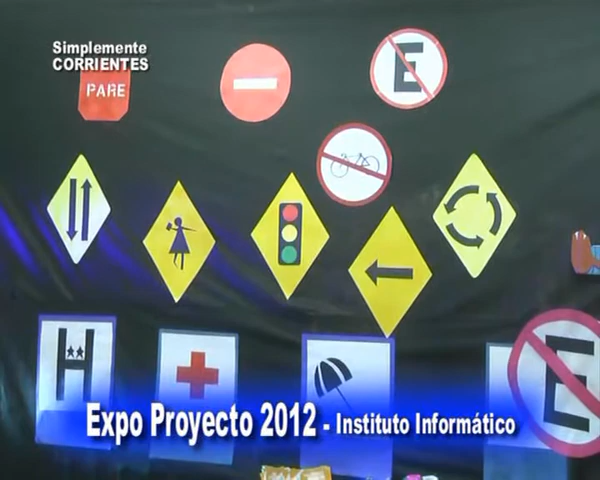 Simplemente
CORRIENTES
PARE
E
H
E
Expo Proyecto 2012 - Instituto Informático